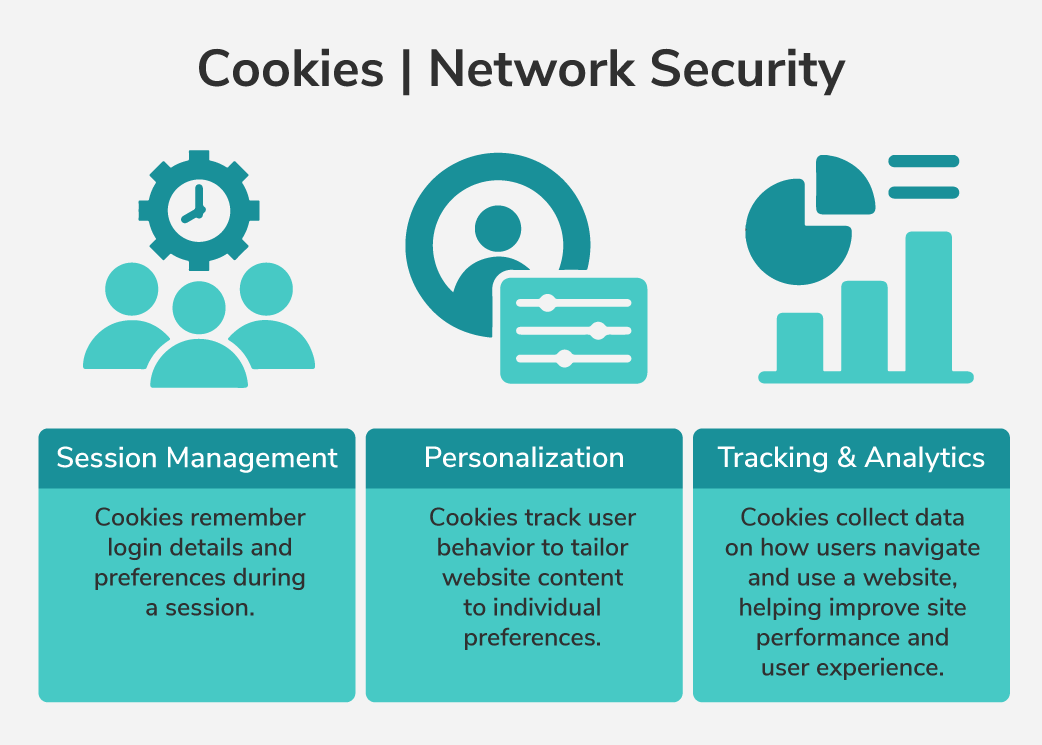 Cookies | Network Security
Session Management
Cookies remember
login details and
preferences during
a session.
Personalization
Cookies track user
behavior to tailor
website content
to individual
preferences.
Tracking & Analytics
Cookies collect data
on how users navigate
and use a website,
helping improve site
performance and
user experience.